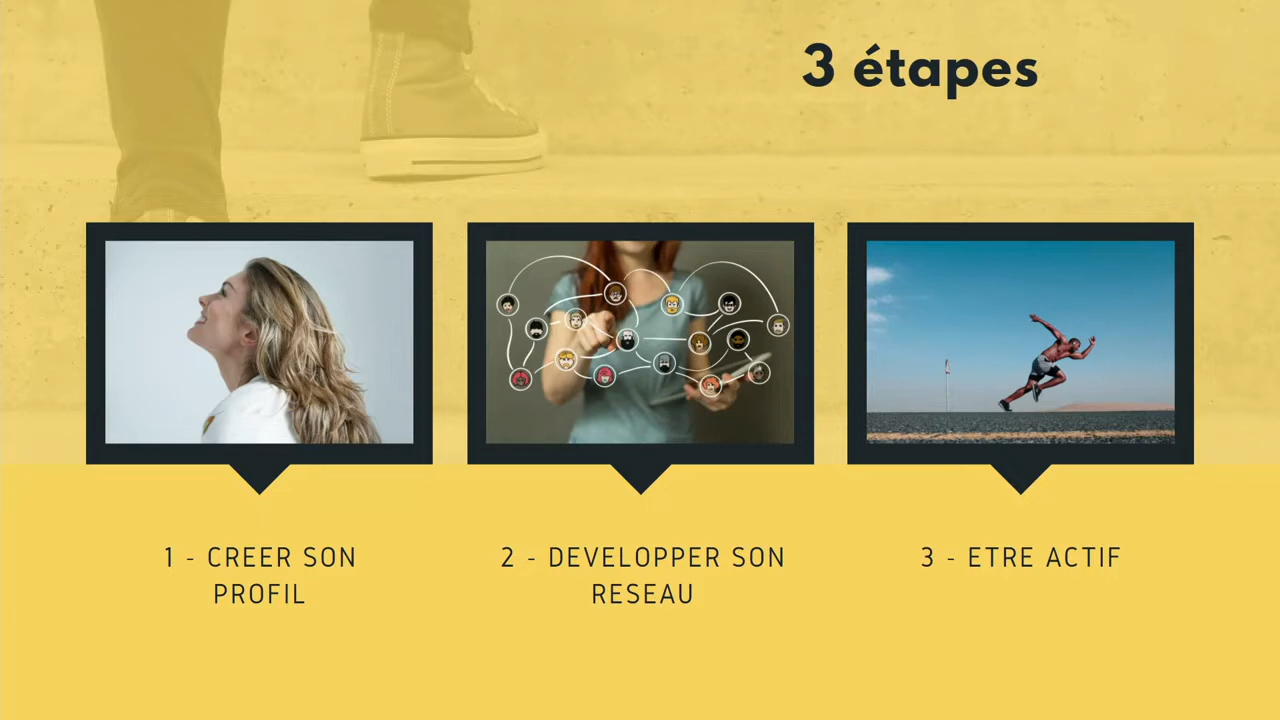 3 étapes
1 - CREER SON
PROFIL
2 - DEVELOPPER SON
RESEAU
3 - ETRE ACTIF